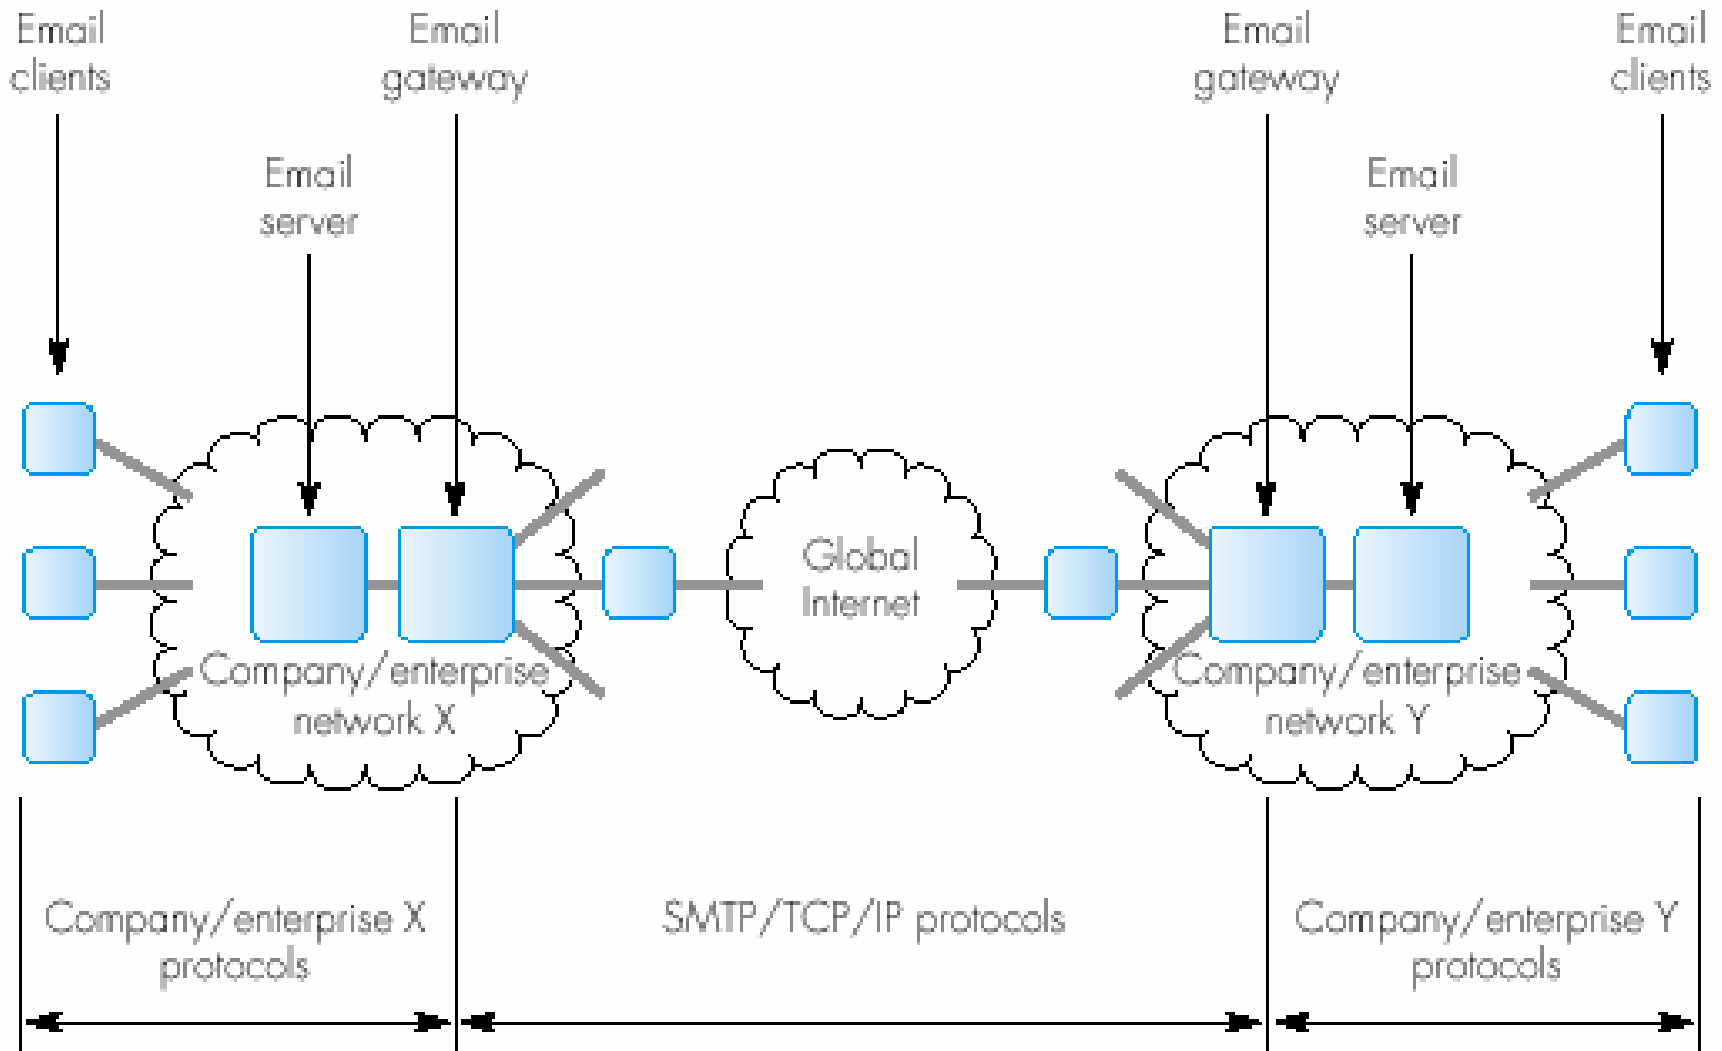 Email
clients
Email
gateway
Email
gateway
Email
clients
Email
server
Email
server
Global
Internet
Company/enterprise
network X
Company/enterprise
network Y
Company/enterprise X
protocols
SMTP/TCP/IP protocols
Company/enterprise Y
protocols